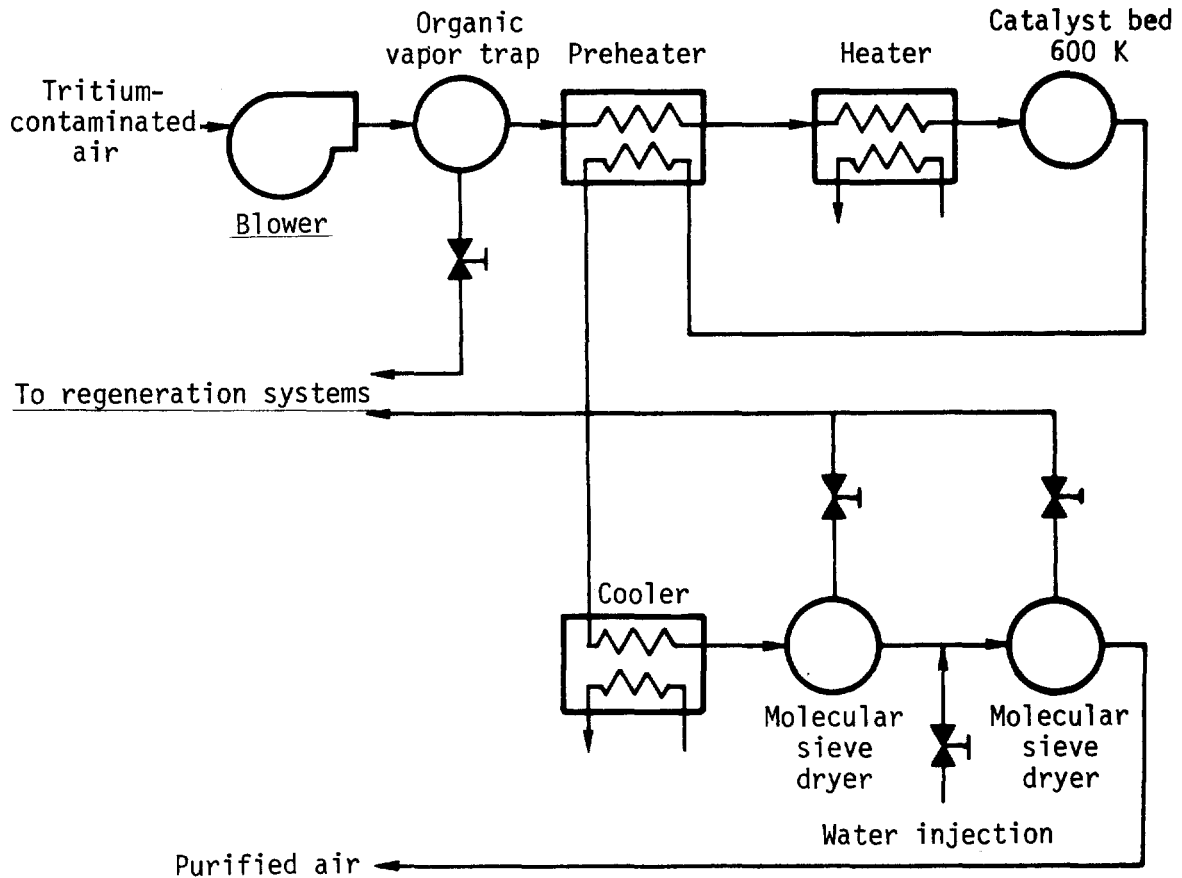 Tritium-
contaminated
air
Blower
Organic
vapor trap
Preheater
Heater
Catalyst bed
600 K
To regeneration systems
Cooler
Molecular
sieve
dryer
Molecular
sieve
dryer
Water injection
Purified air